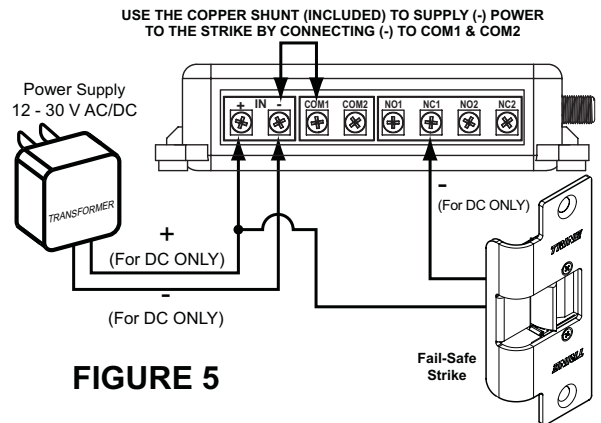 USE THE COPPER SHUNT (INCLUDED) TO SUPPLY (-) POWER
TO THE STRIKE BY CONNECTING (-) TO COM1 & COM2
Power Supply
12 - 30 V AC/DC
+ IN - COM1 COM2 NO1 NC1 NO2 NC2
TRANSFORMER
+
(For DC ONLY)
-
(For DC ONLY)
-
(For DC ONLY)
Fail-Safe
Strike
FIGURE 5